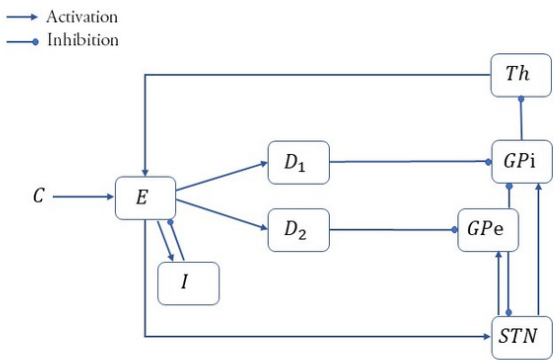 Activation
Inhibition
Th
D₁
GPi
C
E
D₂
GPe
I
STN